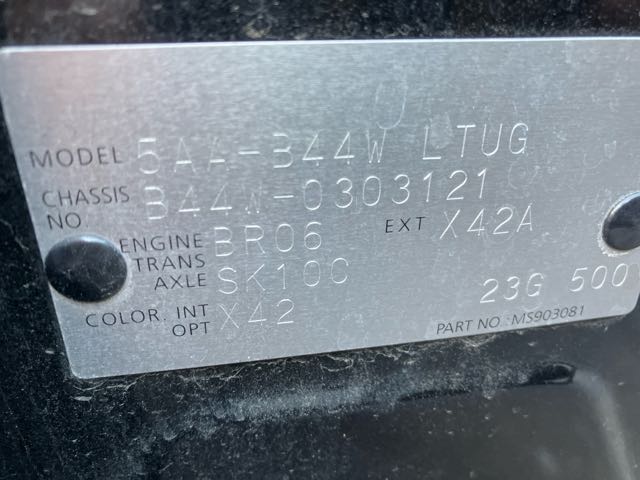 MODEL 5AA-B44W LTUG
CHASSIS NO. B44W-0303121
ENGINE BR06 EXT X42A
TRANS AXLE SK10C 23G 500
COLOR. INT OPT X42
PART NO.: MS903081